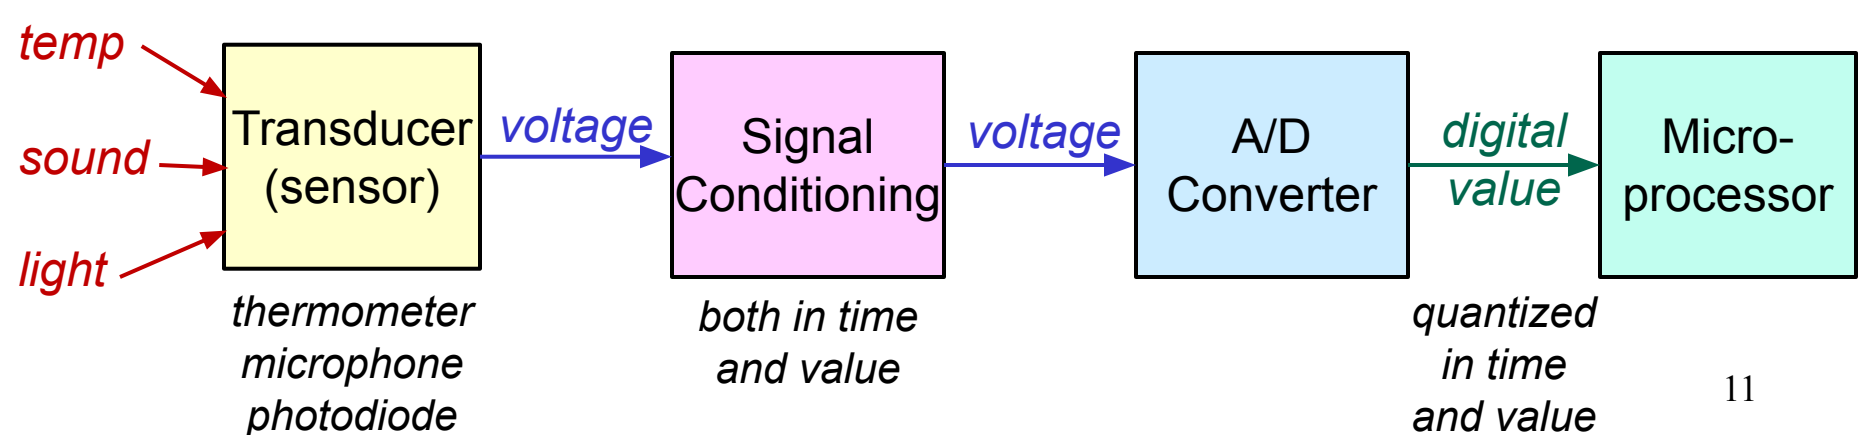 temp
sound
light
Transducer
(sensor)
thermometer
microphone
photodiode
voltage
Signal
Conditioning
both in time
and value
voltage
A/D
Converter
digital
value
quantized
in time
and value
Micro-
processor
11